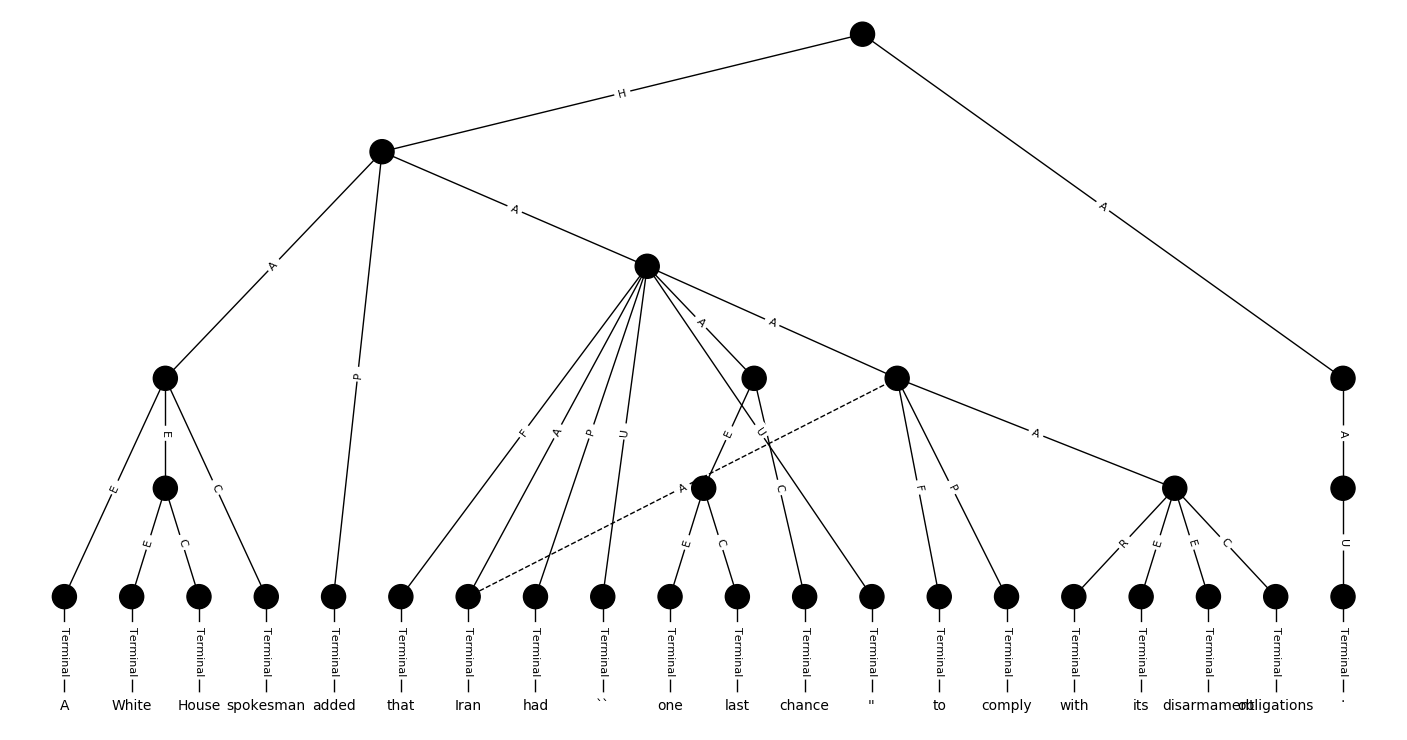 H
A
A
A
P
A
A
E
E
C
F
A
P
U
U
E
C
A
F
P
A
A
E
C
E
C
R
E
E
C
U
Terminal Terminal Terminal Terminal Terminal Terminal Terminal Terminal Terminal Terminal Terminal Terminal Terminal Terminal Terminal Terminal Terminal Terminal Terminal Terminal
A White House spokesman added that Iran had `` one last chance " to comply with its disarmament obligations .